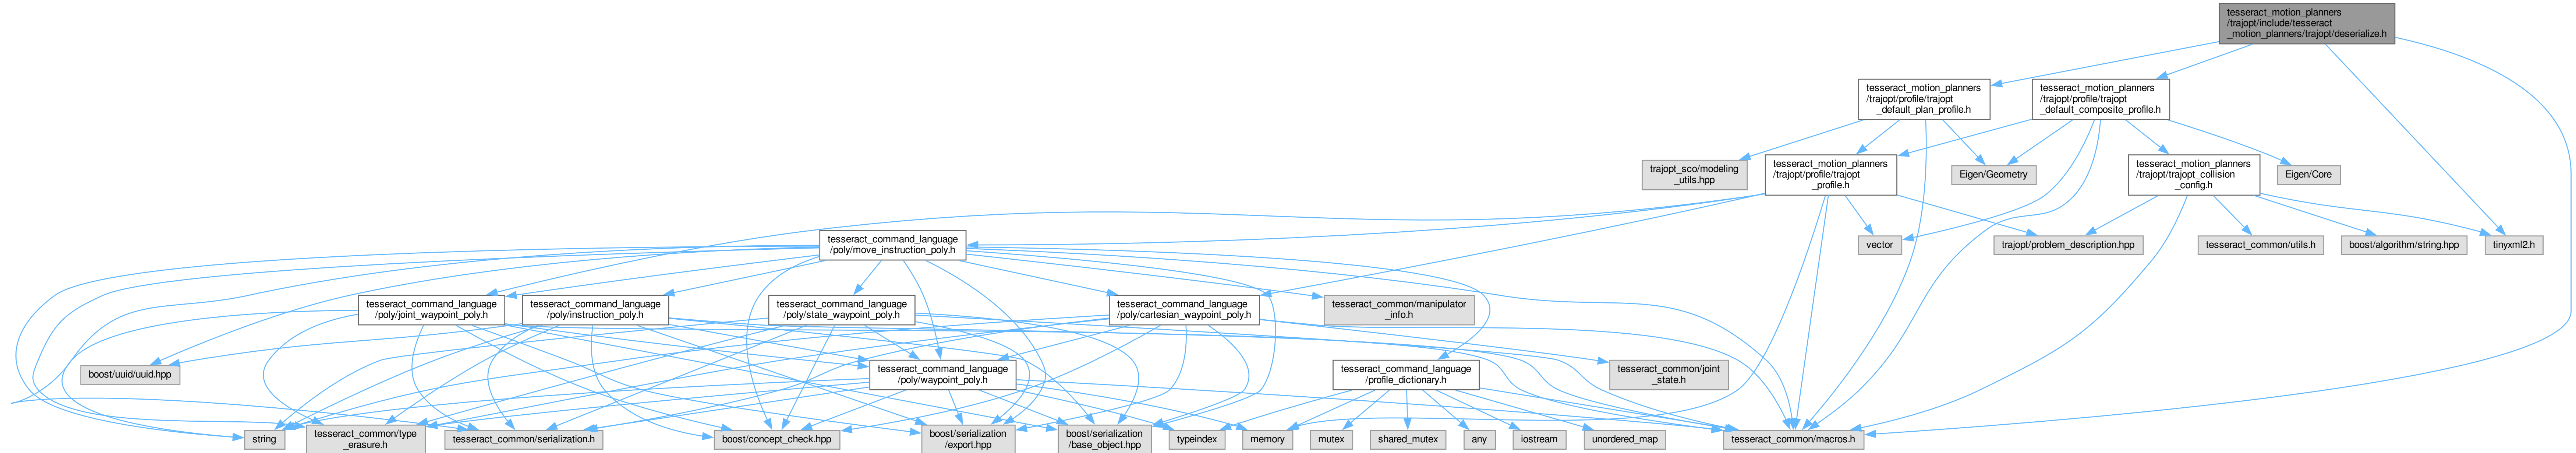 tesseract_motion_planners
/trajopt/include/tesseract
_motion_planners/trajopt/deserialize.h
tesseract_motion_planners
/trajopt/profile/trajopt
_default_plan_profile.h
tesseract_motion_planners
/trajopt/profile/trajopt
_default_composite_profile.h
trajopt_sco/modeling
_utils.hpp
tesseract_motion_planners
/trajopt/profile/trajopt
_profile.h
Eigen/Geometry
tesseract_motion_planners
/trajopt/trajopt_collision
_config.h
Eigen/Core
tesseract_command_language
/poly/move_instruction_poly.h
vector
trajopt/problem_description.hpp
tesseract_common/utils.h
boost/algorithm/string.hpp
tinyxml2.h
tesseract_command_language
/poly/joint_waypoint_poly.h
tesseract_command_language
/poly/instruction_poly.h
tesseract_command_language
/poly/state_waypoint_poly.h
tesseract_command_language
/poly/cartesian_waypoint_poly.h
tesseract_common/manipulator
_info.h
boost/uuid/uuid.hpp
tesseract_command_language
/poly/waypoint_poly.h
tesseract_command_language
/profile_dictionary.h
tesseract_common/joint
_state.h
string
tesseract_common/type
_erasure.h
tesseract_common/serialization.h
boost/concept_check.hpp
boost/serialization
/export.hpp
boost/serialization
/base_object.hpp
typeindex
memory
mutex
shared_mutex
any
iostream
unordered_map
tesseract_common/macros.h